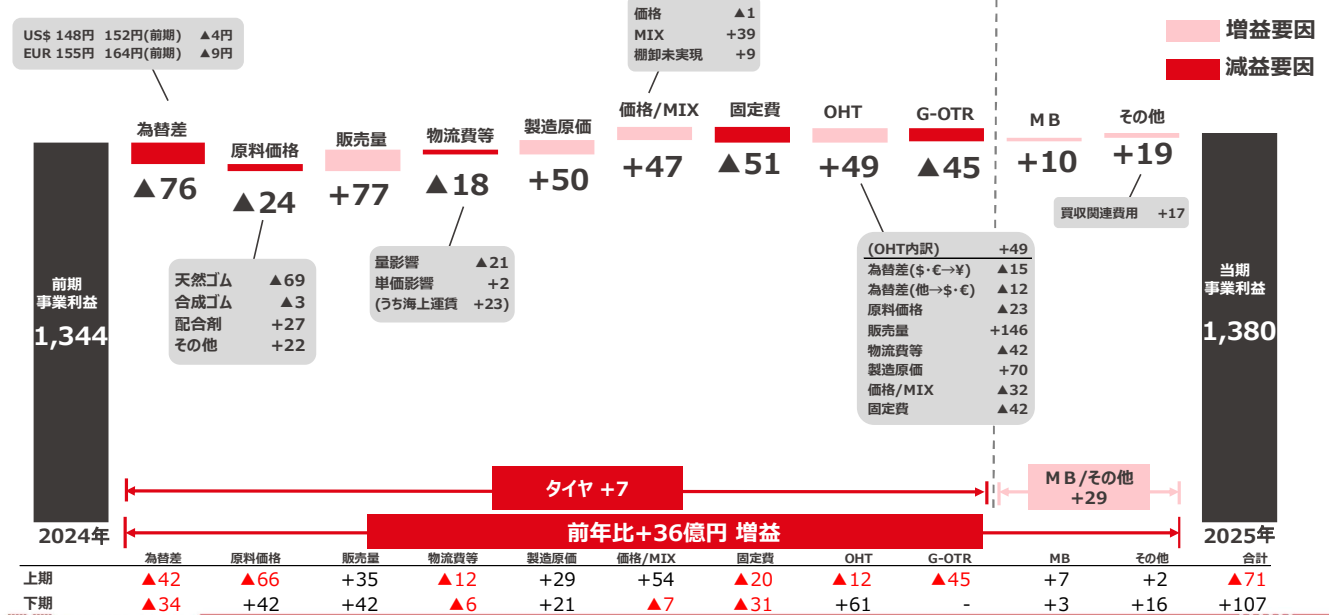 US$ 148円 152円(前期) ▲4円
EUR 155円 164円(前期) ▲9円
価格 ▲1
MIX +39
棚卸未実現 +9
増益要因
減益要因
為替差
▲76
原料価格
▲24
販売量
+77
物流費等
▲18
製造原価
+50
価格/MIX
+47
固定費
▲51
OHT
+49
G-OTR
▲45
MB
+10
その他
+19
天然ゴム ▲69
合成ゴム ▲3
配合剤 +27
その他 +22
量影響 ▲21
単価影響 +2
(うち海上運賃 +23)
(OHT内訳) +49
為替差($・€→¥) ▲15
為替差(他→$・€) ▲12
原料価格 ▲23
販売量 +146
物流費等 ▲42
製造原価 +70
価格/MIX ▲32
固定費 ▲42
買収関連費用 +17
前期
事業利益
1,344
2024年
当期
事業利益
1,380
2025年
タイヤ +7
MB/その他
+29
前年比+36億円 増益
為替差 原料価格 販売量 物流費等 製造原価 価格/MIX 固定費 OHT G-OTR MB その他 合計
上期 ▲42 ▲66 +35 ▲12 +29 +54 ▲20 ▲12 ▲45 +7 +2 ▲71
下期 ▲34 +42 +42 ▲6 +21 ▲7 ▲31 +61 - +3 +16 +107